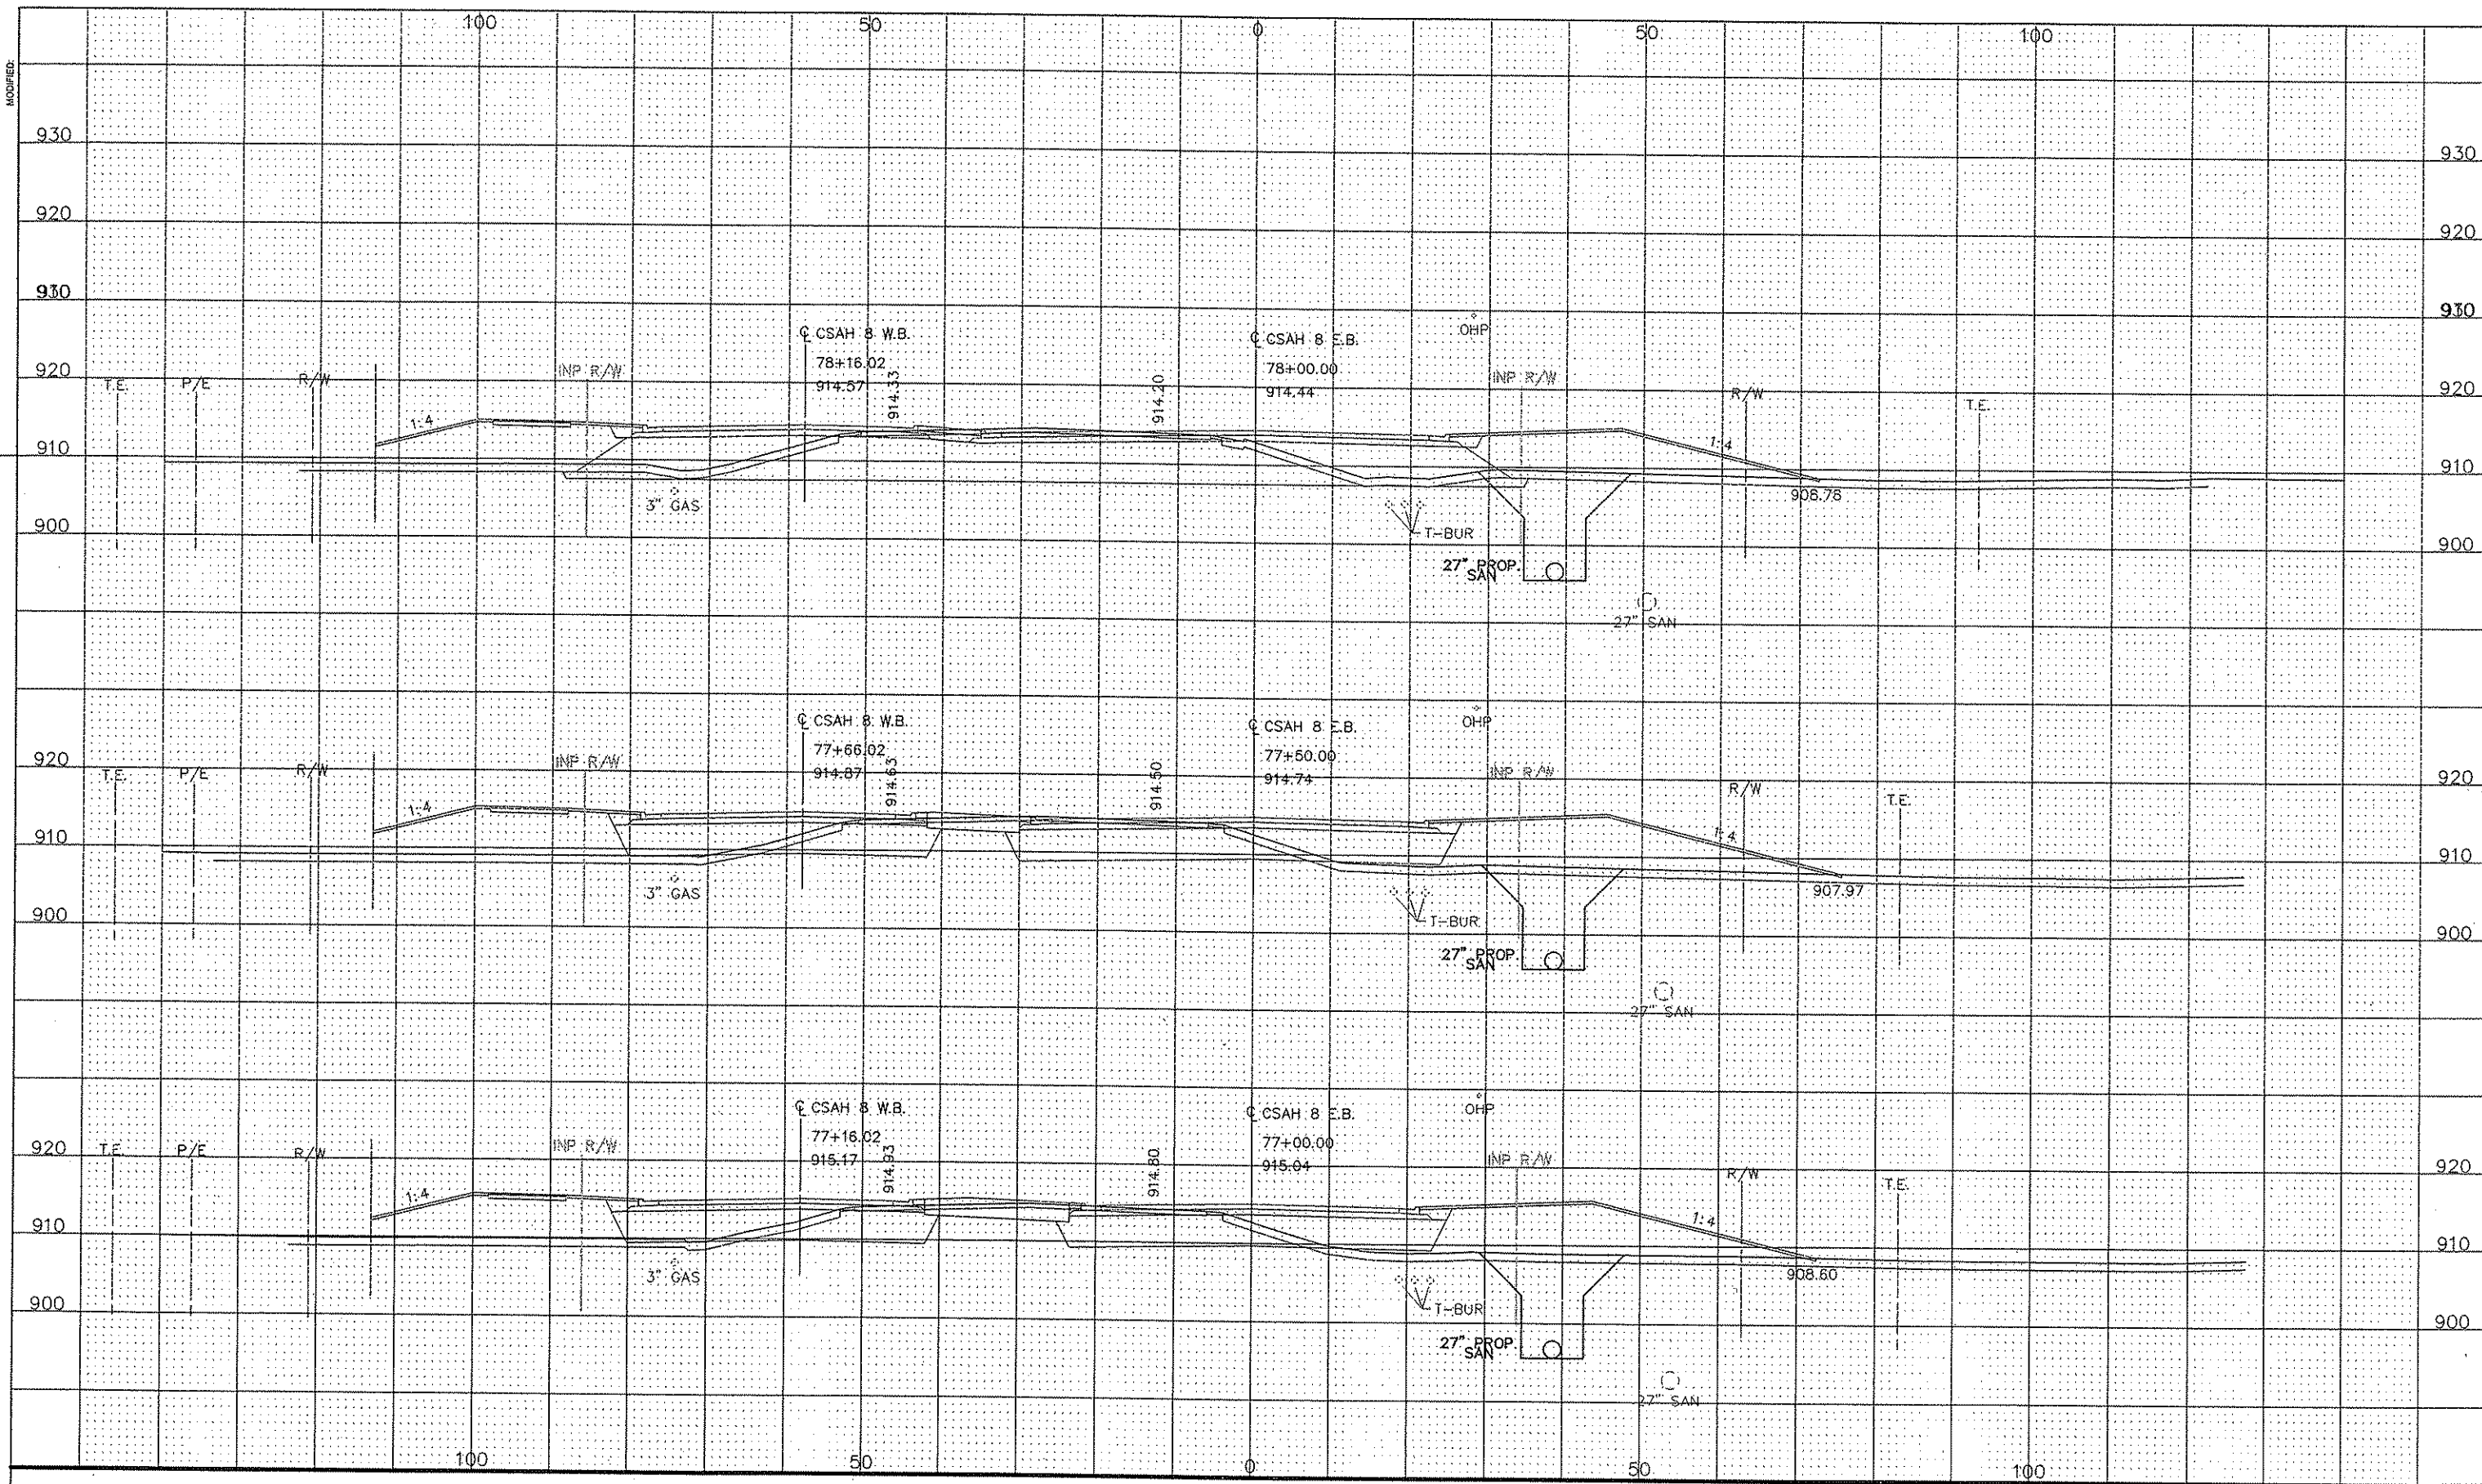 MODIFIED:
100 50 0 50 100
930 930
920 920
910 930 910 930
℄ CSAH 8 W.B. ℄ CSAH 8 E.B. OHP
78+16.02 78+00.00
914.57 914.33 914.20 914.44
920 T.E. P/E R/W INP R/W INP R/W R/W T.E. 920
1:4 1:4
910 910
3" GAS 908.78
900 T-BUR 900
27" PROP.
SAN
27" SAN
℄ CSAH 8 W.B. ℄ CSAH 8 E.B. OHP
77+66.02 77+50.00
914.87 914.63 914.50 914.74
920 T.E. P/E R/W INP R/W INP R/W R/W T.E. 920
1:4 1:4
910 910
3" GAS 907.97
900 T-BUR 900
27" PROP.
SAN
27" SAN
℄ CSAH 8 W.B. ℄ CSAH 8 E.B. OHP
77+16.02 77+00.00
915.17 914.93 914.80 915.04
920 T.E. P/E R/W INP R/W INP R/W R/W T.E. 920
1:4 1:4
910 910
3" GAS 908.60
900 T-BUR 900
27" PROP
SAN
27" SAN
100 50 0 50 100